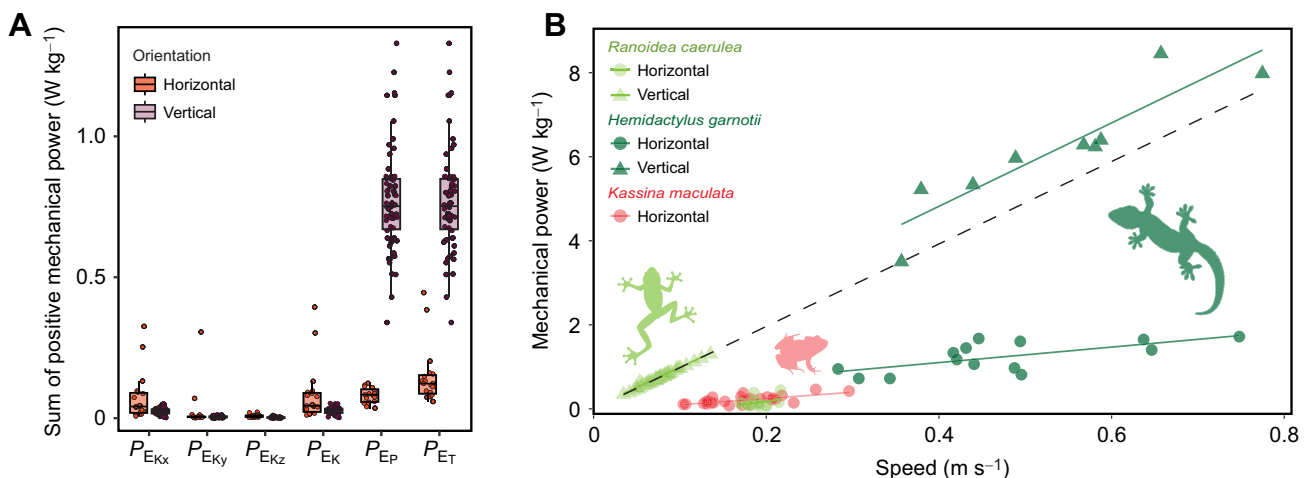 A
Sum of positive mechanical power (W kg−1)
1.0
0.5
0
Orientation
Horizontal
Vertical
PEKx PEKy PEKz PEK PEP PET
B
Mechanical power (W kg−1)
8
6
4
2
0
Ranoidea caerulea
Horizontal
Vertical
Hemidactylus garnotii
Horizontal
Vertical
Kassina maculata
Horizontal
0 0.2 0.4 0.6 0.8
Speed (m s−1)